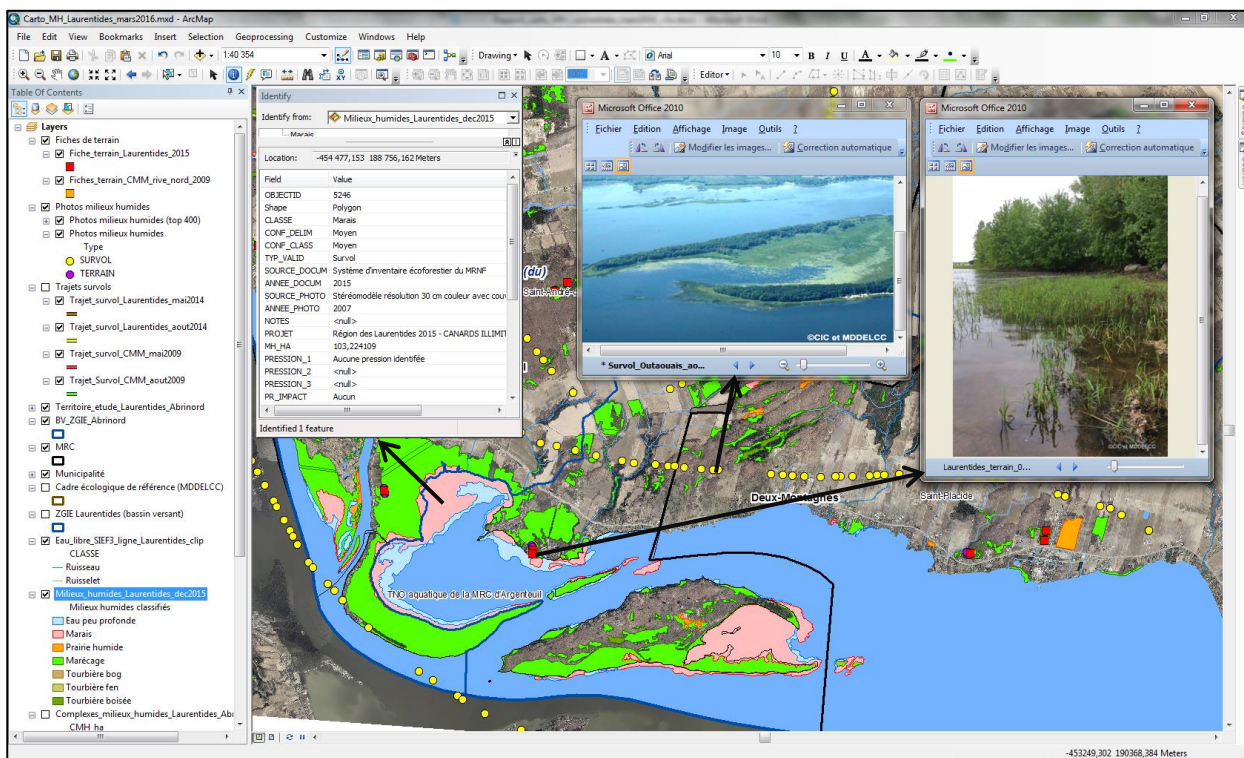 Carto_MH_Laurentides_mars2016.mxd - ArcMap
File Edit View Bookmarks Insert Selection Geoprocessing Customize Windows Help
1:40 354 Drawing Arial 10 B I U A
Editor
Table Of Contents
Layers
Fiches de terrain
Fiche_terrain_Laurentides_2015
Fiches_terrain_CMM_rive_nord_2009
Photos milieux humides
Photos milieux humides (top 400)
Photos milieux humides
Type
SURVOL
TERRAIN
Trajets survols
Trajet_survol_Laurentides_mai2014
Trajet_survol_Laurentides_aout2014
Trajet_survol_CMM_mai2009
Trajet_Survol_CMM_aout2009
Territoire_etude_Laurentides_Abrinord
BV_ZGIE_Abrinord
MRC
Municipalité
Cadre écologique de référence (MDDELCC)
ZGIE Laurentides (bassin versant)
Eau_libre_SIEF3_ligne_Laurentides_clip
CLASSE
Ruisseau
Ruisselet
Milieux_humides_Laurentides_dec2015
Milieux humides classifiés
Eau peu profonde
Marais
Prairie humide
Marécage
Tourbière bog
Tourbière fen
Tourbière boisée
Complexes_milieux_humides_Laurentides_Abri
CMH_ha
Identify
Identify from: Milieux_humides_Laurentides_dec2015
Marais
Location: -454 477,153 188 756,162 Meters
Field Value
OBJECTID 5246
Shape Polygon
CLASSE Marais
CONF_DELIM Moyen
CONF_CLASS Moyen
TYP_VALID Survol
SOURCE_DOCUM Système d'inventaire écoforestier du MRNF
ANNEE_DOCUM 2015
SOURCE_PHOTO Stéréomodèle résolution 30 cm couleur avec couv
ANNEE_PHOTO 2007
NOTES <null>
PROJET Région des Laurentides 2015 - CANARDS ILLIMIT
MH_HA 103,224109
PRESSION_1 Aucune pression identifiée
PRESSION_2 <null>
PRESSION_3 <null>
PR_IMPACT Aucun
Identified 1 feature
Microsoft Office 2010
Fichier Edition Affichage Image Outils ?
Modifier les images... Correction automatique
©CIC et MDDELCC
* Survol_Outaouais_ao...
Microsoft Office 2010
Fichier Edition Affichage Image Outils ?
Modifier les images... Correction automatique
©CIC et MDDELCC
Laurentides_terrain_0...
(du)
Saint-André-d
Deux-Montagnes
Saint-Placide
TNO aquatique de la MRC d'Argenteuil
-453249,302 190368,384 Meters